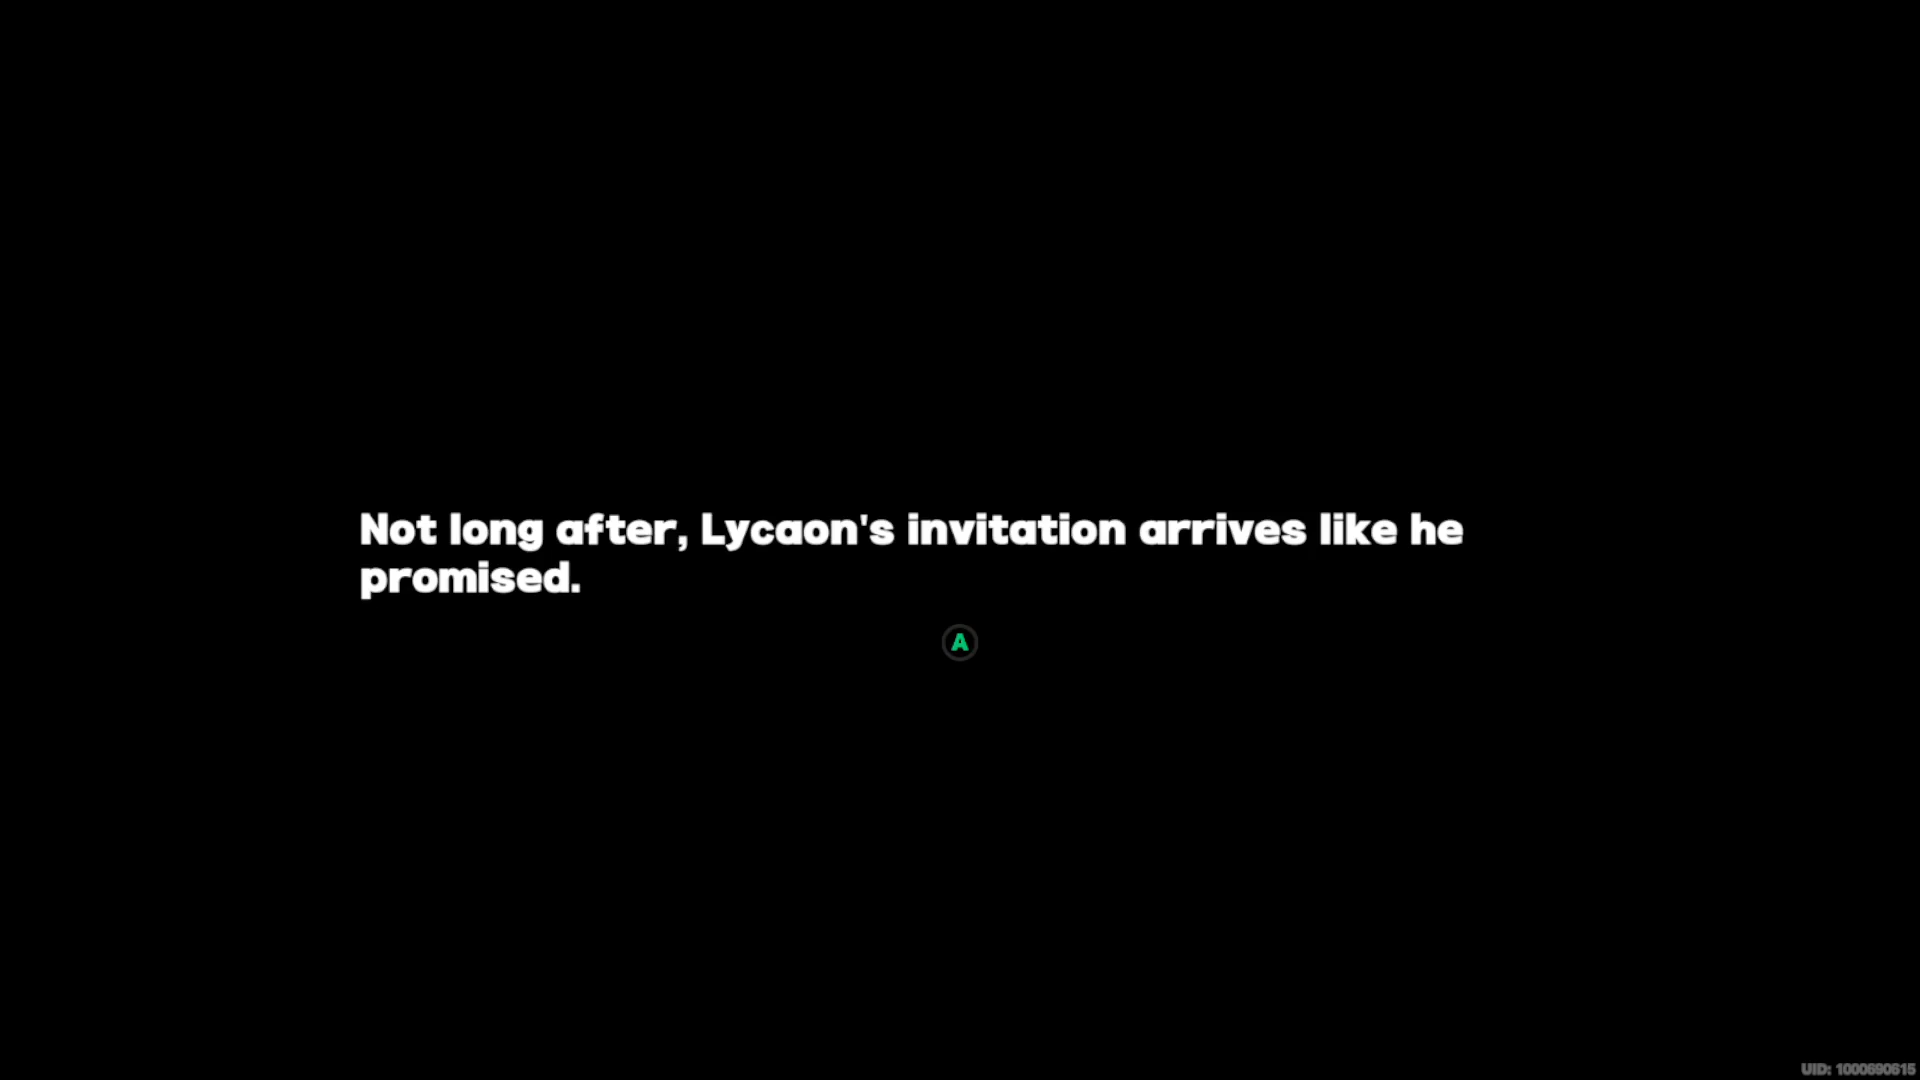 Not long after, Lycaon's invitation arrives like he
promised.
A
UID: 1000690615